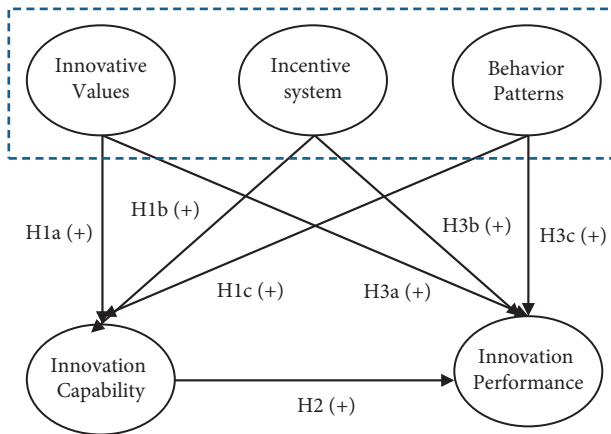 Innovative
Values
Incentive
system
Behavior
Patterns
H1a (+)
H1b (+)
H1c (+)
H3a (+)
H3b (+)
H3c (+)
Innovation
Capability
Innovation
Performance
H2 (+)